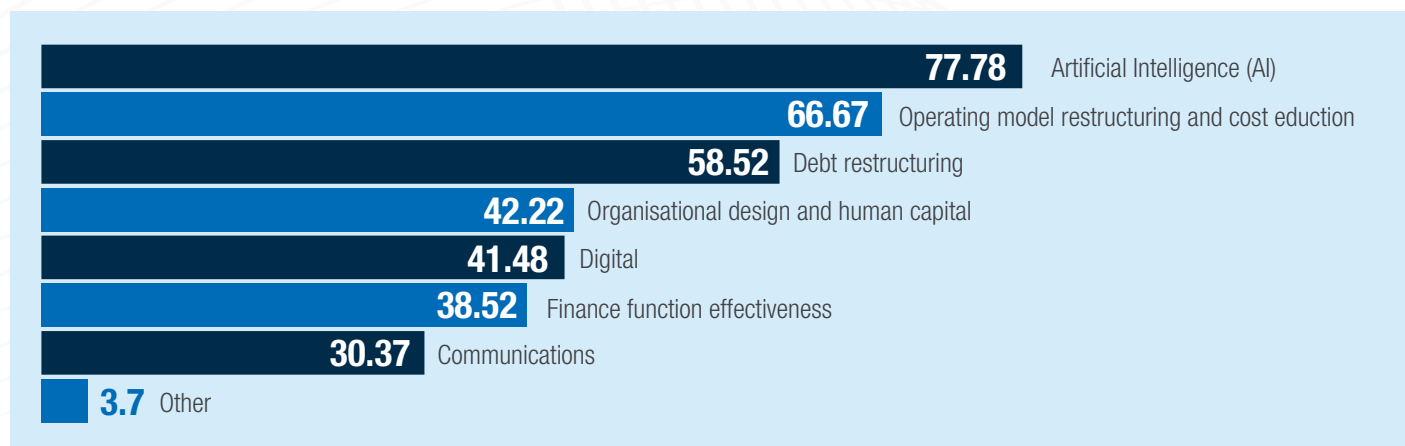 77.78 Artificial Intelligence (AI)
66.67 Operating model restructuring and cost eduction
58.52 Debt restructuring
42.22 Organisational design and human capital
41.48 Digital
38.52 Finance function effectiveness
30.37 Communications
3.7 Other